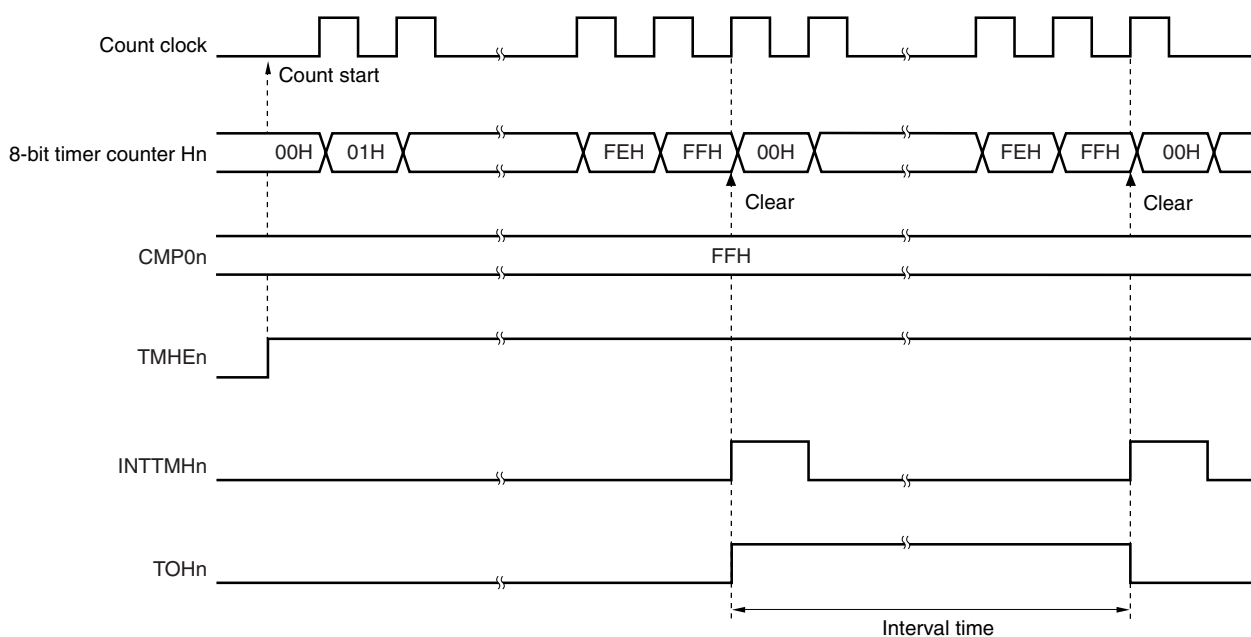 Count clock
Count start
8-bit timer counter Hn
00H 01H FEH FFH 00H FEH FFH 00H
Clear Clear
CMP0n
FFH
TMHEn
INTTMHn
TOHn
Interval time